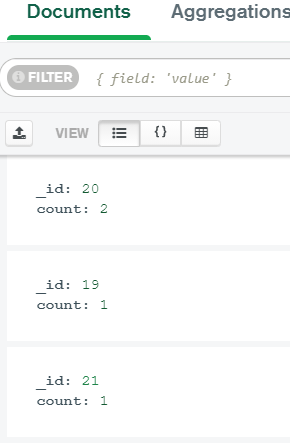 Documents Aggregations
FILTER { field: 'value' }
VIEW {}
_id: 20
count: 2
_id: 19
count: 1
_id: 21
count: 1